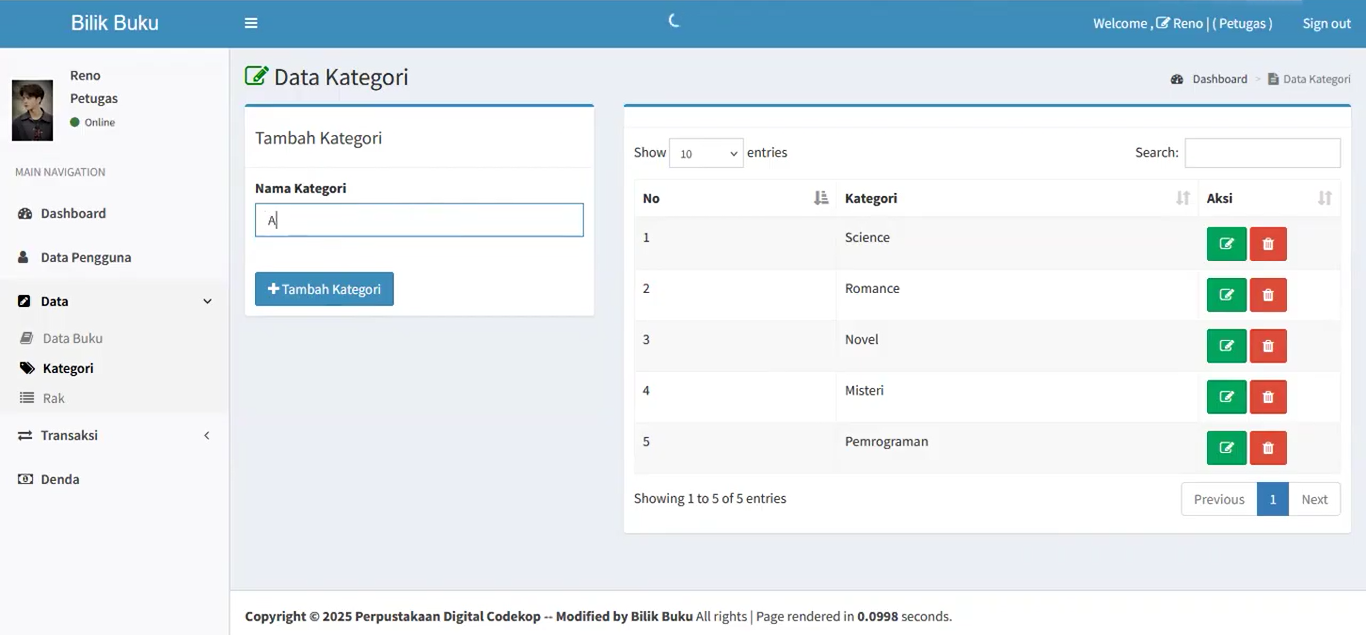 Bilik Buku
Welcome , Reno | ( Petugas )
Sign out
Reno
Petugas
Online
MAIN NAVIGATION
Dashboard
Data Pengguna
Data
Data Buku
Kategori
Rak
Transaksi
Denda
Data Kategori
Dashboard > Data Kategori
Tambah Kategori
Nama Kategori
A
Tambah Kategori
Show 10 entries
Search:
No Kategori Aksi
1 Science
2 Romance
3 Novel
4 Misteri
5 Pemrograman
Showing 1 to 5 of 5 entries
Previous 1 Next
Copyright © 2025 Perpustakaan Digital Codekop -- Modified by Bilik Buku All rights | Page rendered in 0.0998 seconds.